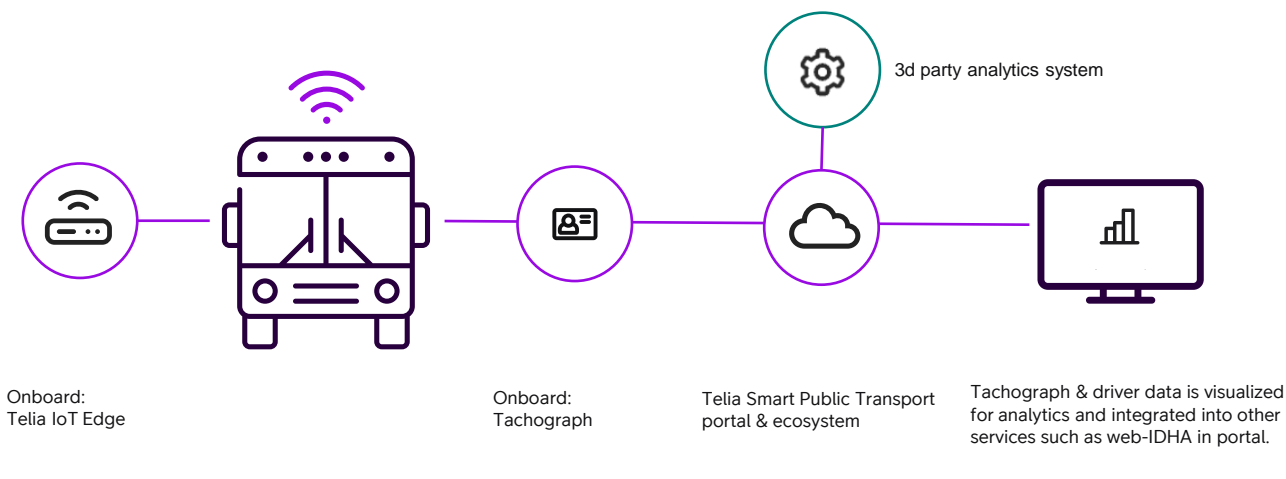 3d party analytics system
Onboard:
Telia IoT Edge
Onboard:
Tachograph
Telia Smart Public Transport
portal & ecosystem
Tachograph & driver data is visualized
for analytics and integrated into other
services such as web-IDHA in portal.